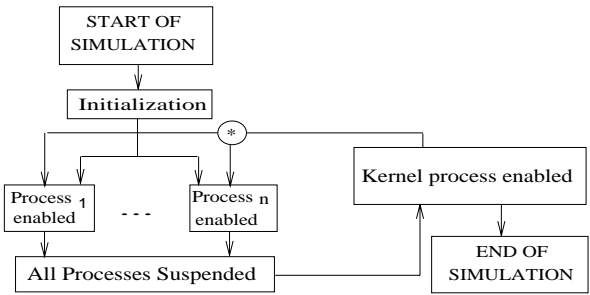 START OF
SIMULATION
Initialization
*
Process 1
enabled
- - -
Process n
enabled
Kernel process enabled
All Processes Suspended
END OF
SIMULATION